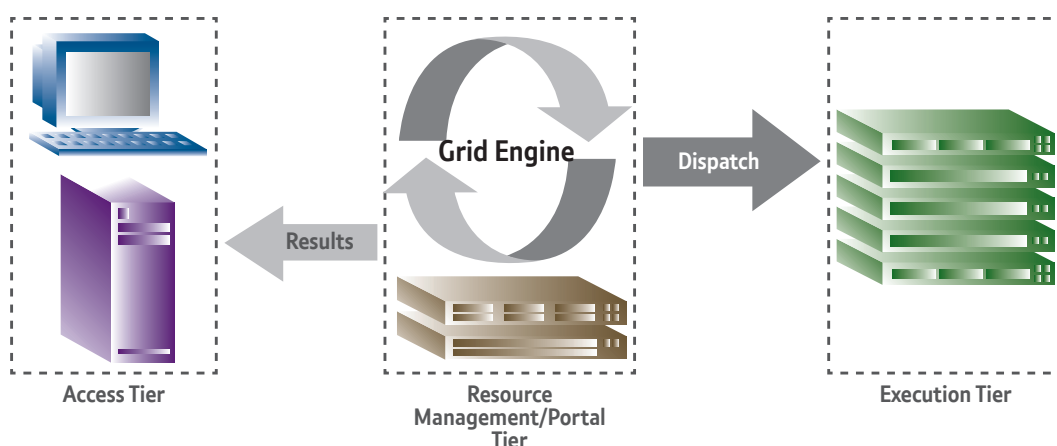 Grid Engine
Dispatch
Results
Access Tier
Resource
Management/Portal
Tier
Execution Tier